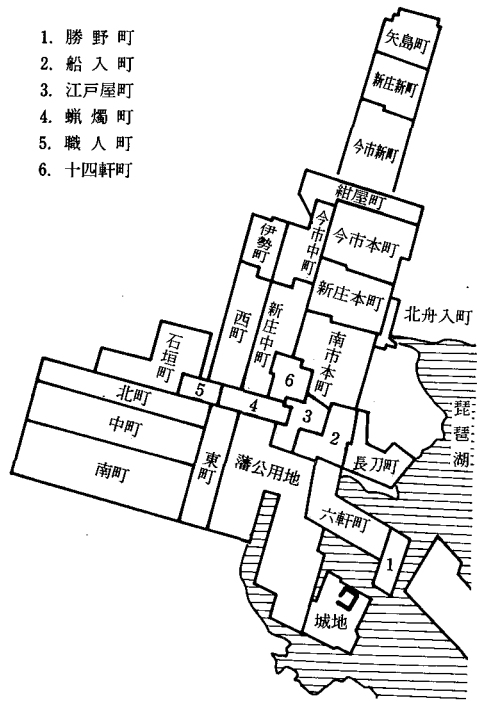 1. 勝野町
2. 船入町
3. 江戸屋町
4. 蝋燭町
5. 職人町
6. 十四軒町
矢島町
新庄新町
今市新町
紺屋町
今市中町
今市本町
伊勢町
新庄本町
北舟入町
西町
新庄中町
南市本町
石垣町
6
5
4
3
2
北町
中町
南町
東町
藩公用地
長刀町
琵琶湖
六軒町
1
城地